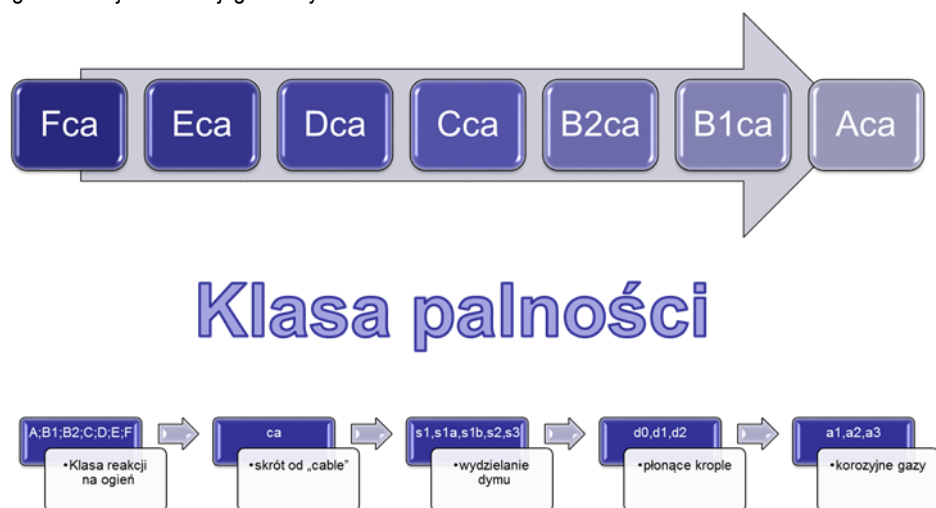 Fca Eca Dca Cca B2ca B1ca Aca
Klasa palności
A;B1;B2;C;D;E;F
•Klasa reakcji
na ogień
ca
•skrót od „cable”
s1,s1a,s1b,s2,s3
•wydzielanie
dymu
d0,d1,d2
•płonące krople
a1,a2,a3
•korozyjne gazy